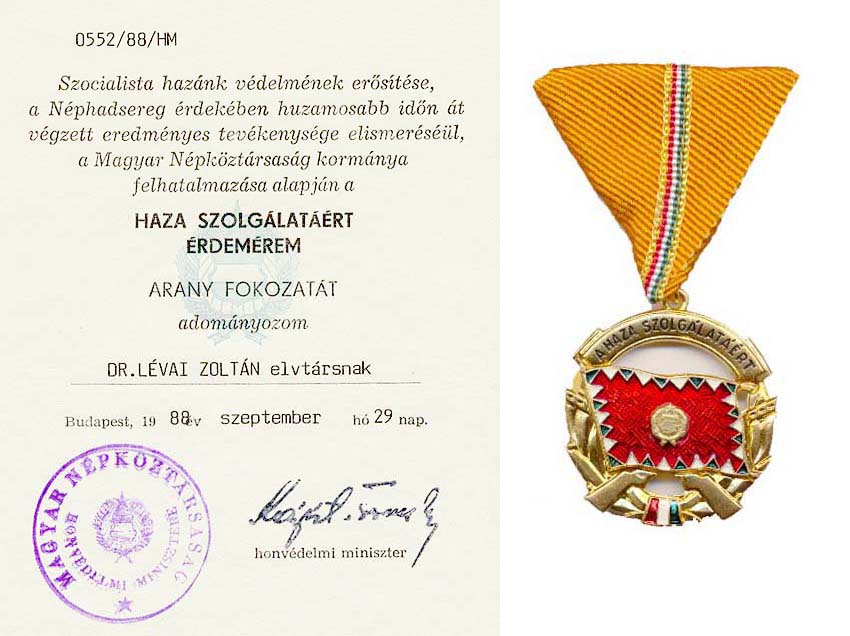 0552/88/HM
Szocialista hazánk védelmének erősítése,
a Néphadsereg érdekében huzamosabb időn át
végzett eredményes tevékenysége elismeréséül,
a Magyar Népköztársaság kormánya
felhatalmazása alapján a
HAZA SZOLGÁLATÁÉRT
ÉRDEMÉREM
ARANY FOKOZATÁT
adományozom
DR.LÉVAI ZOLTÁN elvtársnak
Budapest, 19 88 év szeptember hó 29 nap.
honvédelmi miniszter
MAGYAR NÉPKÖZTÁRSASÁG
HONVÉDELMI MINISZTERE
A HAZA SZOLGÁLATÁÉRT